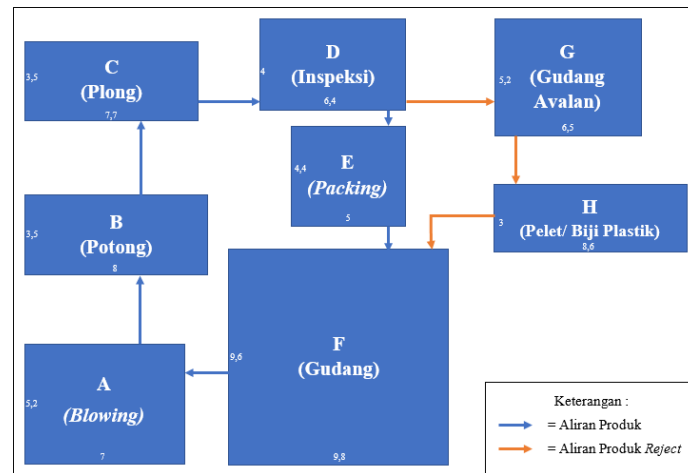 C
(Plong)
3,5
7,7
D
(Inspeksi)
4
6,4
G
(Gudang
Avalan)
5,2
6,5
E
(Packing)
4,4
5
B
(Potong)
3,5
8
H
(Pelet/ Biji Plastik)
3
8,6
F
(Gudang)
9,6
9,8
A
(Blowing)
5,2
7
Keterangan :
= Aliran Produk
= Aliran Produk Reject